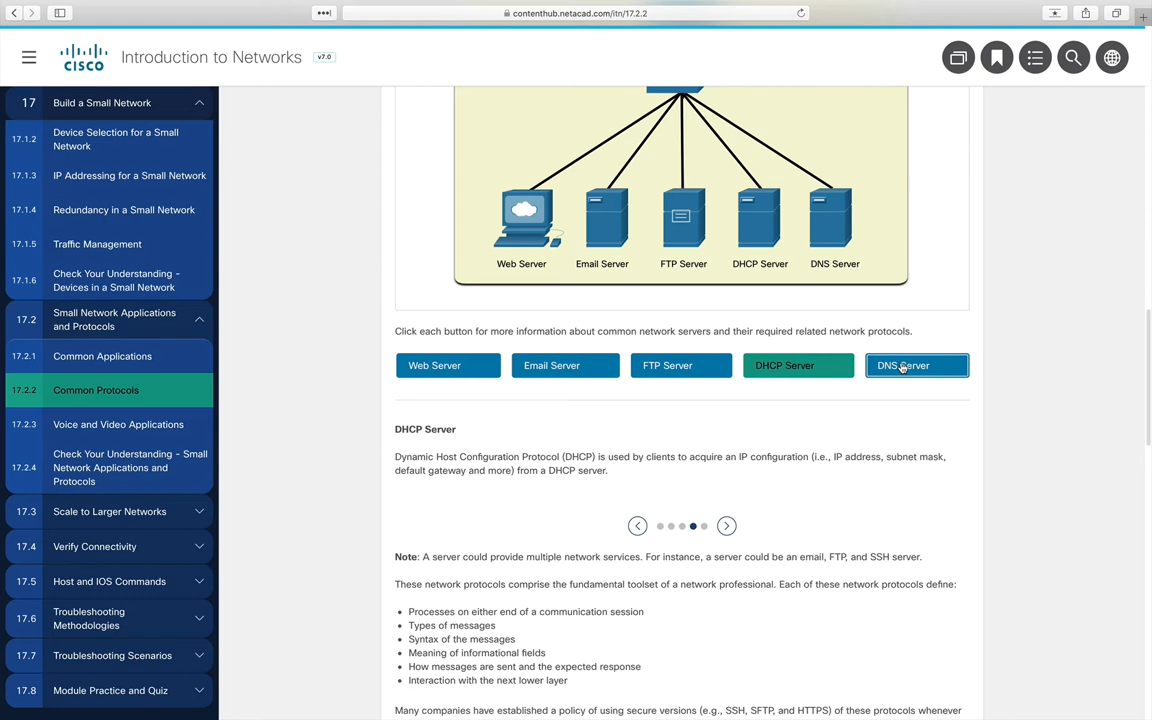 contenthub.netacad.com/itn/17.2.2
CISCO
Introduction to Networks
v7.0
17 Build a Small Network
17.1.2 Device Selection for a Small
Network
17.1.3 IP Addressing for a Small Network
17.1.4 Redundancy in a Small Network
17.1.5 Traffic Management
17.1.6 Check Your Understanding -
Devices in a Small Network
17.2 Small Network Applications
and Protocols
17.2.1 Common Applications
17.2.2 Common Protocols
17.2.3 Voice and Video Applications
17.2.4 Check Your Understanding - Small
Network Applications and
Protocols
17.3 Scale to Larger Networks
17.4 Verify Connectivity
17.5 Host and IOS Commands
17.6 Troubleshooting
Methodologies
17.7 Troubleshooting Scenarios
17.8 Module Practice and Quiz
Web Server Email Server FTP Server DHCP Server DNS Server
Click each button for more information about common network servers and their required related network protocols.
Web Server Email Server FTP Server DHCP Server DNS Server
DHCP Server
Dynamic Host Configuration Protocol (DHCP) is used by clients to acquire an IP configuration (i.e., IP address, subnet mask,
default gateway and more) from a DHCP server.
Note: A server could provide multiple network services. For instance, a server could be an email, FTP, and SSH server.
These network protocols comprise the fundamental toolset of a network professional. Each of these network protocols define:
• Processes on either end of a communication session
• Types of messages
• Syntax of the messages
• Meaning of informational fields
• How messages are sent and the expected response
• Interaction with the next lower layer
Many companies have established a policy of using secure versions (e.g., SSH, SFTP, and HTTPS) of these protocols whenever